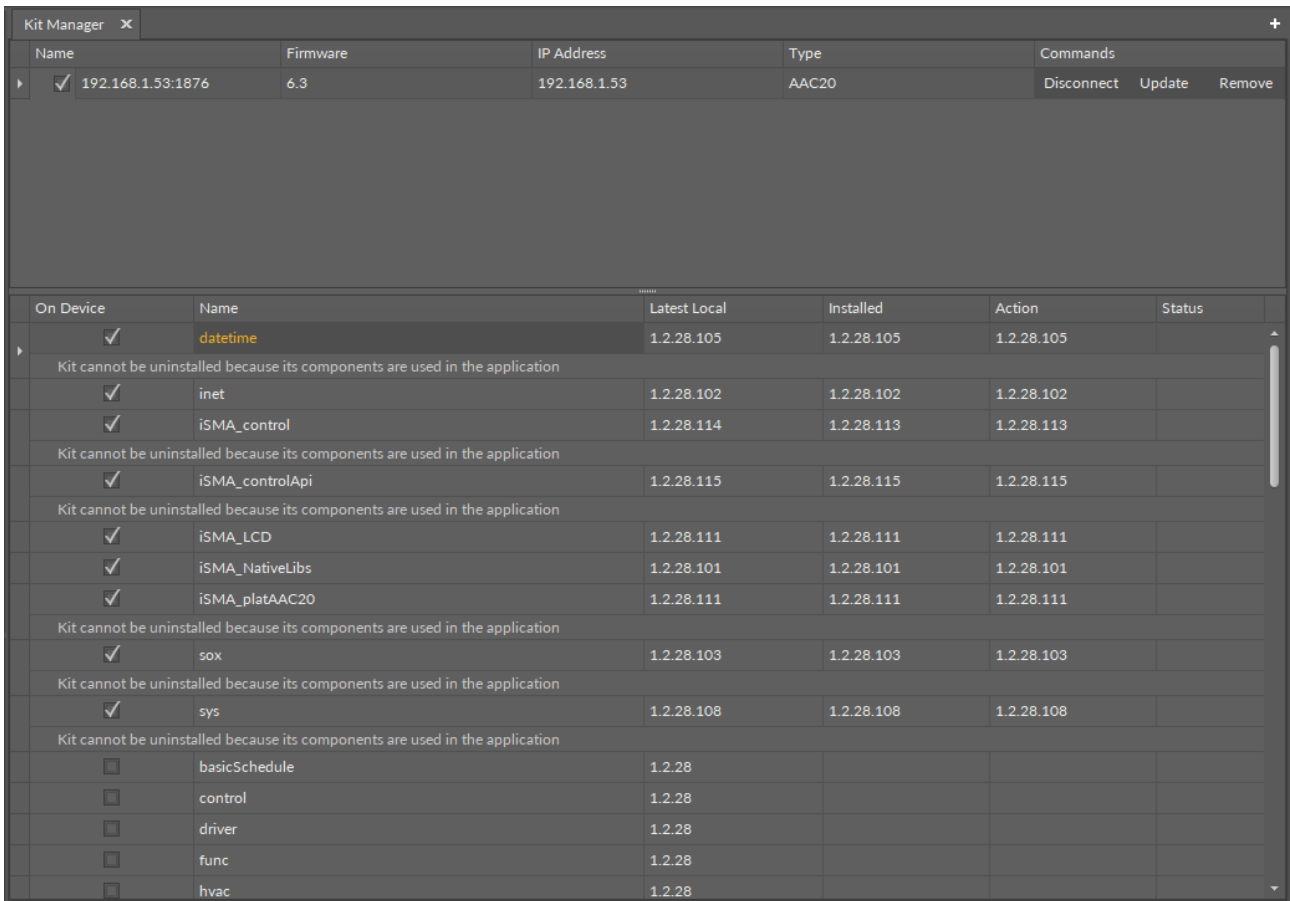 Kit Manager x +
Name Firmware IP Address Type Commands
192.168.1.53:1876 6.3 192.168.1.53 AAC20 Disconnect Update Remove
On Device Name Latest Local Installed Action Status
datetime 1.2.28.105 1.2.28.105 1.2.28.105
Kit cannot be uninstalled because its components are used in the application
inet 1.2.28.102 1.2.28.102 1.2.28.102
iSMA_control 1.2.28.114 1.2.28.113 1.2.28.113
Kit cannot be uninstalled because its components are used in the application
iSMA_controlApi 1.2.28.115 1.2.28.115 1.2.28.115
Kit cannot be uninstalled because its components are used in the application
iSMA_LCD 1.2.28.111 1.2.28.111 1.2.28.111
iSMA_NativeLibs 1.2.28.101 1.2.28.101 1.2.28.101
iSMA_platAAC20 1.2.28.111 1.2.28.111 1.2.28.111
Kit cannot be uninstalled because its components are used in the application
sox 1.2.28.103 1.2.28.103 1.2.28.103
Kit cannot be uninstalled because its components are used in the application
sys 1.2.28.108 1.2.28.108 1.2.28.108
Kit cannot be uninstalled because its components are used in the application
basicSchedule 1.2.28
control 1.2.28
driver 1.2.28
func 1.2.28
hvac 1.2.28